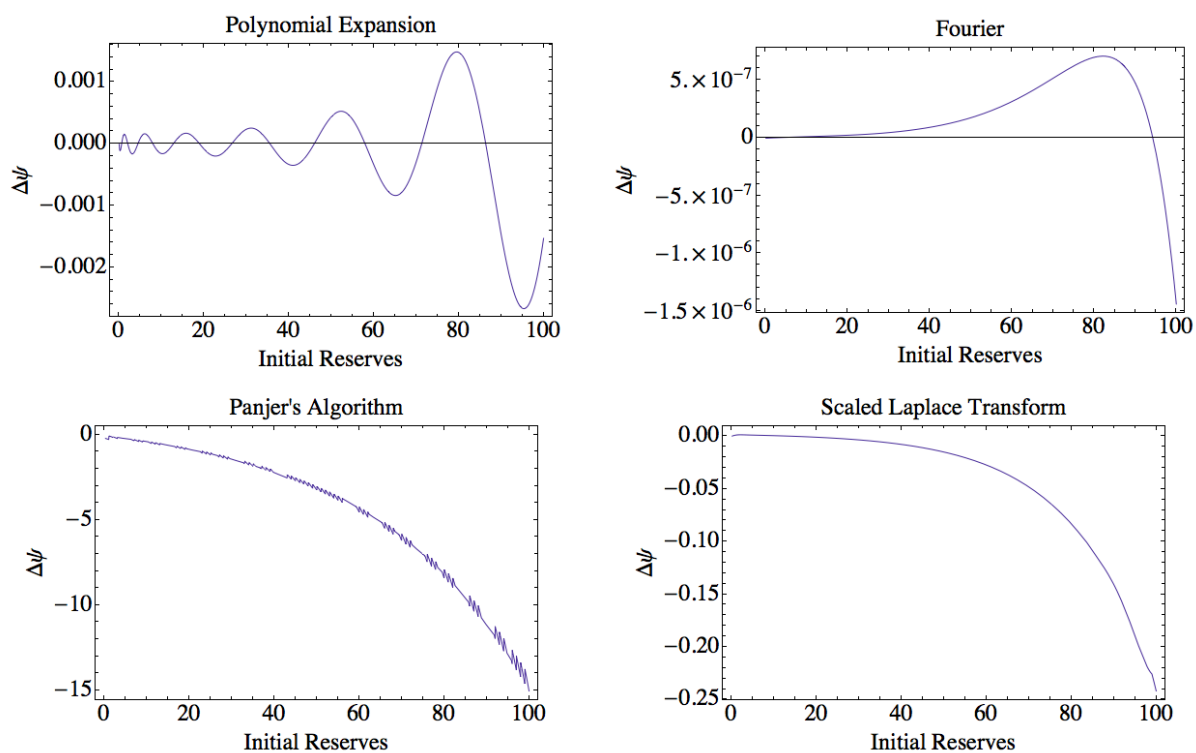 Polynomial Expansion
0.001
0.000
−0.001
−0.002
Δψ
0 20 40 60 80 100
Initial Reserves
Fourier
5.×10⁻⁷
0
−5.×10⁻⁷
−1.×10⁻⁶
−1.5×10⁻⁶
Δψ
0 20 40 60 80 100
Initial Reserves
Panjer's Algorithm
0
−5
−10
−15
Δψ
0 20 40 60 80 100
Initial Reserves
Scaled Laplace Transform
0.00
−0.05
−0.10
−0.15
−0.20
−0.25
Δψ
0 20 40 60 80 100
Initial Reserves